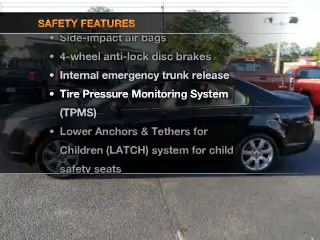 SAFETY FEATURES
• Side-impact air bags
• 4-wheel anti-lock disc brakes
• Internal emergency trunk release
• Tire Pressure Monitoring System
(TPMS)
• Lower Anchors & Tethers for
Children (LATCH) system for child
safety seats